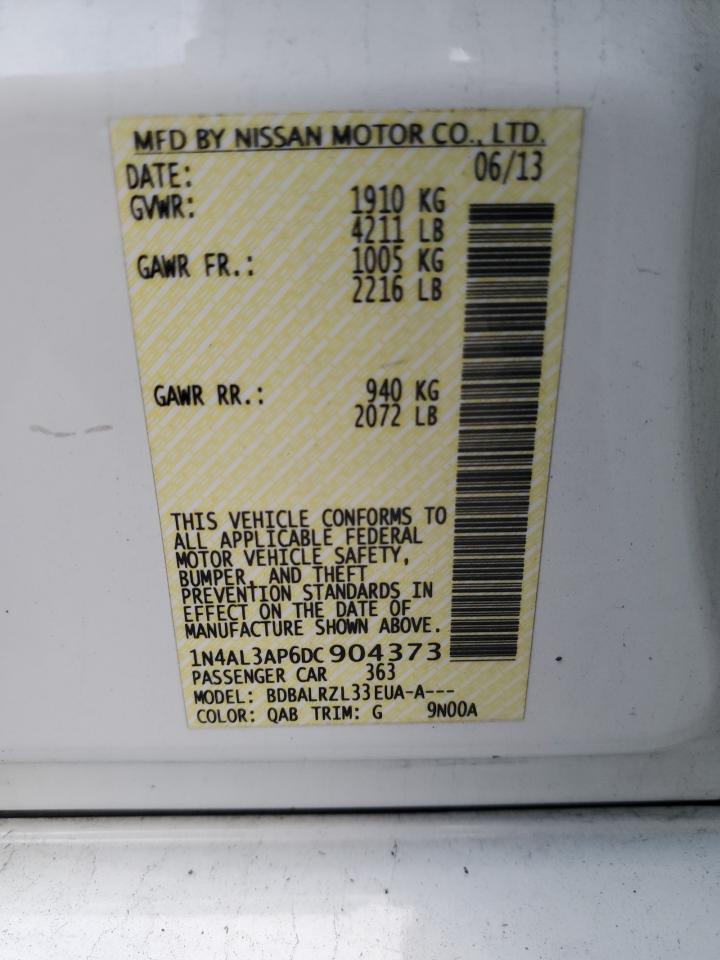 MFD BY NISSAN MOTOR CO., LTD.
DATE: 06/13
GVWR: 1910 KG
4211 LB
GAWR FR.: 1005 KG
2216 LB
GAWR RR.: 940 KG
2072 LB
THIS VEHICLE CONFORMS TO
ALL APPLICABLE FEDERAL
MOTOR VEHICLE SAFETY,
BUMPER, AND THEFT
PREVENTION STANDARDS IN
EFFECT ON THE DATE OF
MANUFACTURE SHOWN ABOVE.
1N4AL3AP6DC904373
PASSENGER CAR 363
MODEL: BDBALRZL33EUA-A---
COLOR: QAB TRIM: G 9N00A